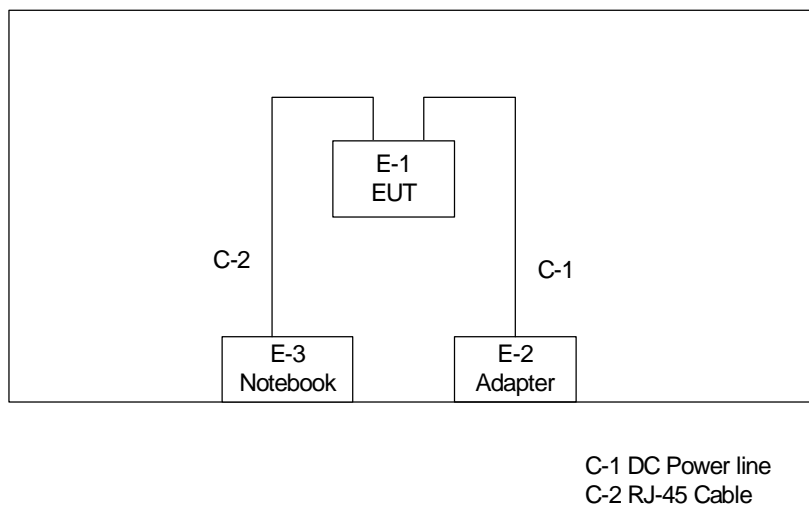 E-1
EUT
C-2
C-1
E-3
Notebook
E-2
Adapter
C-1 DC Power line
C-2 RJ-45 Cable